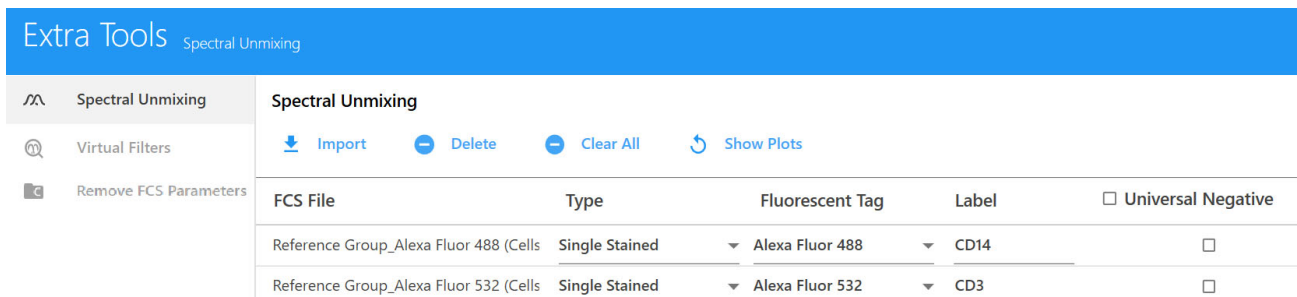 Extra Tools Spectral Unmixing
Spectral Unmixing
Virtual Filters
Remove FCS Parameters
Spectral Unmixing
Import Delete Clear All Show Plots
FCS File Type Fluorescent Tag Label Universal Negative
Reference Group_Alexa Fluor 488 (Cells Single Stained Alexa Fluor 488 CD14
Reference Group_Alexa Fluor 532 (Cells Single Stained Alexa Fluor 532 CD3